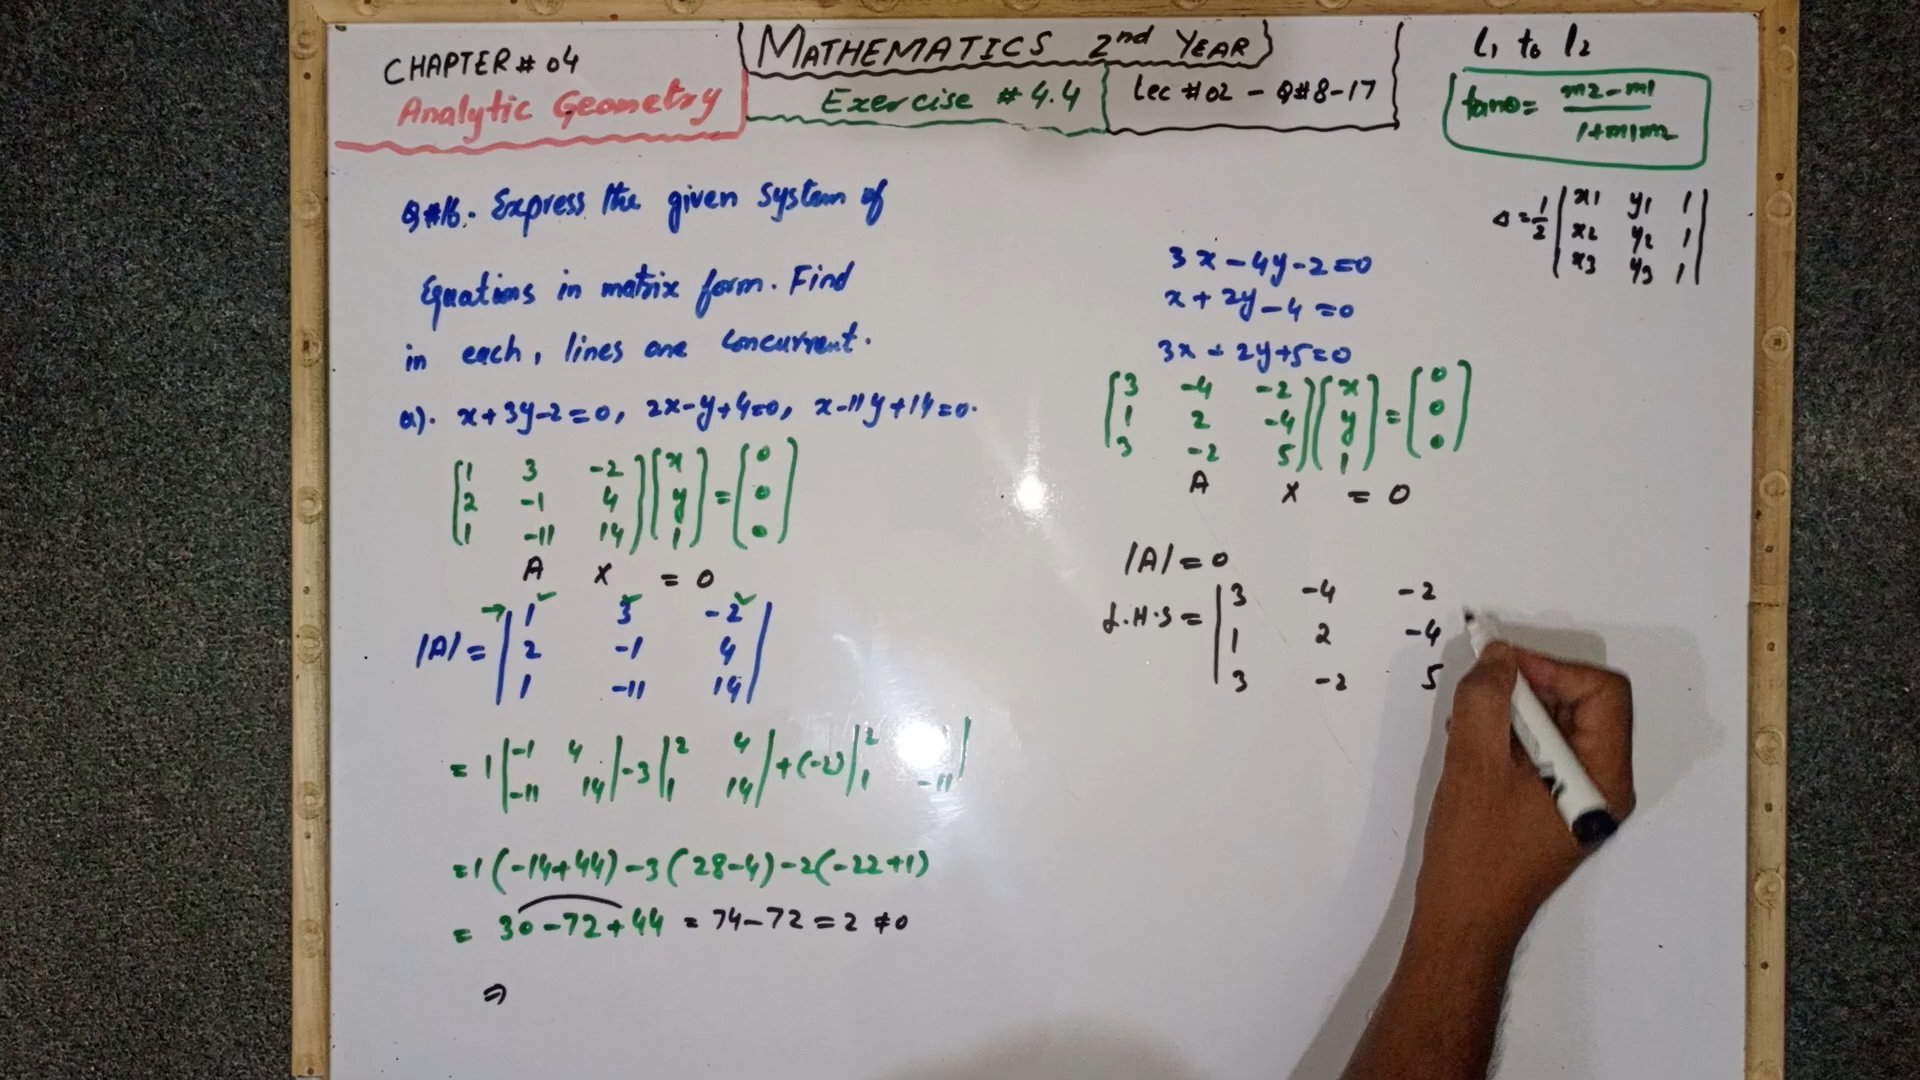 CHAPTER # 04
Analytic Geometry
MATHEMATICS 2nd YEAR
Exercise # 4.4
Lec #02 - Q#8-17
l1 to l2
tanθ = m2-m1 / 1+m1m2
Δ = 1/2 | x1 y1 1 |
| x2 y2 1 |
| x3 y3 1 |
Q#16. Express the given system of
Equations in matrix form. Find
in each, lines are concurrent.
a). x+3y-2=0, 2x-y+4=0, x-11y+14=0.
[1 3 -2] [x] = [0]
[2 -1 4] [y] [0]
[1 -11 14] [1] [0]
A X = 0
|A| = | 1 3 -2 |
| 2 -1 4 |
| 1 -11 14 |
= 1 | -1 4 | -3 | 2 4 | +(-2) | 2 -1 |
| -11 14 | | 1 14 | | 1 -11 |
= 1 (-14+44) -3 (28-4) -2(-22+1)
= 30-72+44 = 74-72 = 2 ≠0
⇒
3x-4y-2=0
x+2y-4=0
3x-2y+5=0
[3 -4 -2] [x] = [0]
[1 2 -4] [y] [0]
[3 -2 5] [1] [0]
A X = 0
|A| = 0
L.H.S = | 3 -4 -2
| 1 2 -4
| 3 -2 5